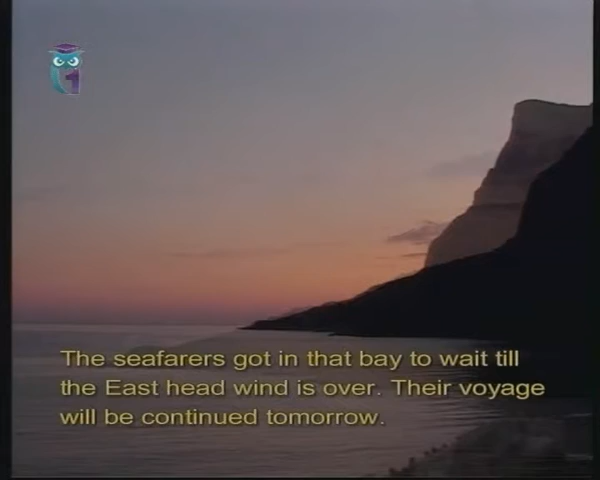 1
The seafarers got in that bay to wait till
the East head wind is over. Their voyage
will be continued tomorrow.